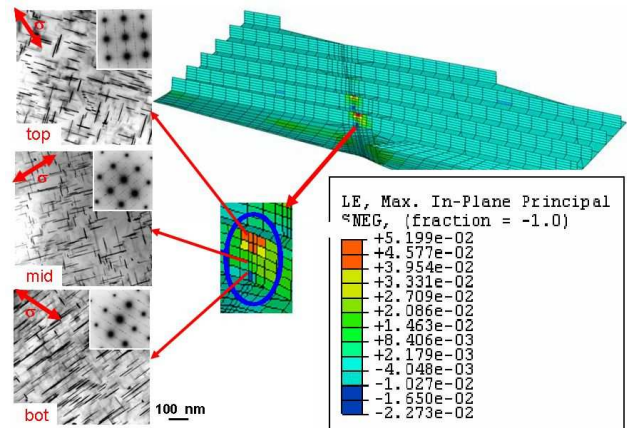 σ
top
σ
mid
σ
bot
100 nm
LE, Max. In-Plane Principal
SNEG, (fraction = -1.0)
+5.199e-02
+4.577e-02
+3.954e-02
+3.331e-02
+2.709e-02
+2.086e-02
+1.463e-02
+8.406e-03
+2.179e-03
-4.048e-03
-1.027e-02
-1.650e-02
-2.273e-02